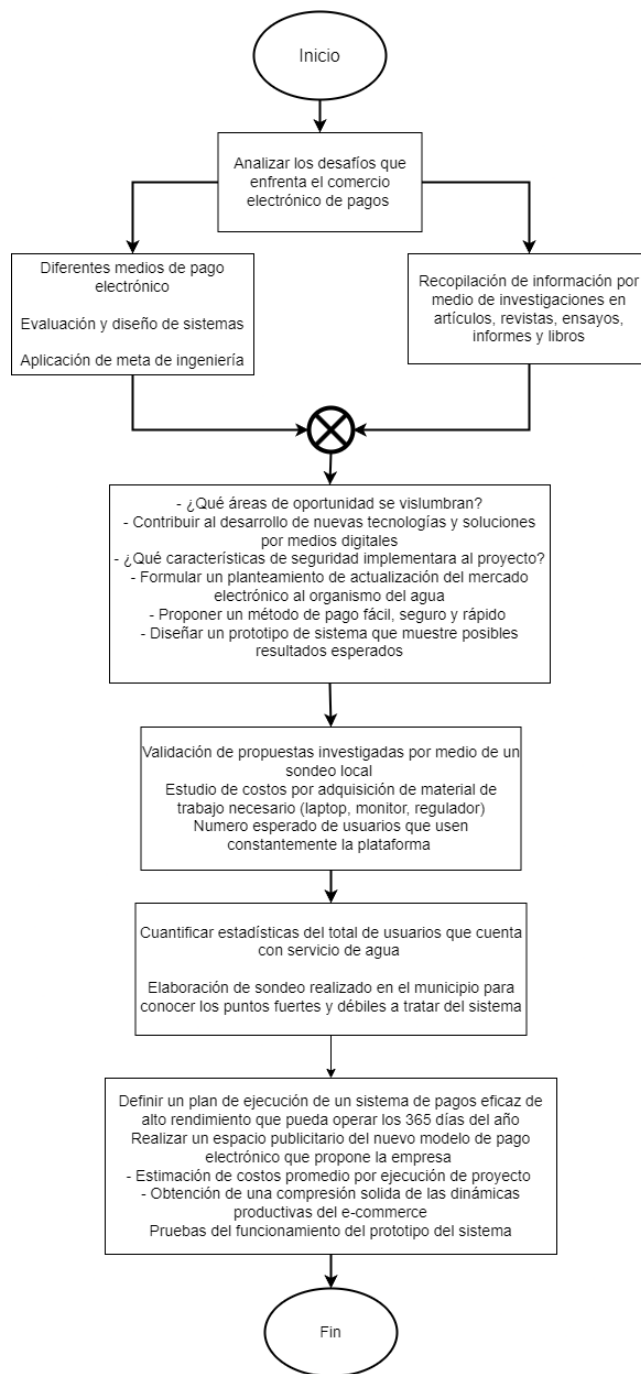 Inicio
Analizar los desafíos que
enfrenta el comercio
electrónico de pagos
Diferentes medios de pago
electrónico
Evaluación y diseño de sistemas
Aplicación de meta de ingeniería
Recopilación de información por
medio de investigaciones en
artículos, revistas, ensayos,
informes y libros
- ¿Qué áreas de oportunidad se vislumbran?
- Contribuir al desarrollo de nuevas tecnologías y soluciones
por medios digitales
- ¿Qué características de seguridad implementara al proyecto?
- Formular un planteamiento de actualización del mercado
electrónico al organismo del agua
- Proponer un método de pago fácil, seguro y rápido
- Diseñar un prototipo de sistema que muestre posibles
resultados esperados
Validación de propuestas investigadas por medio de un
sondeo local
Estudio de costos por adquisición de material de
trabajo necesario (laptop, monitor, regulador)
Numero esperado de usuarios que usen
constantemente la plataforma
Cuantificar estadísticas del total de usuarios que cuenta
con servicio de agua
Elaboración de sondeo realizado en el municipio para
conocer los puntos fuertes y débiles a tratar del sistema
Definir un plan de ejecución de un sistema de pagos eficaz de
alto rendimiento que pueda operar los 365 días del año
Realizar un espacio publicitario del nuevo modelo de pago
electrónico que propone la empresa
- Estimación de costos promedio por ejecución de proyecto
- Obtención de una compresión solida de las dinámicas
productivas del e-commerce
Pruebas del funcionamiento del prototipo del sistema
Fin